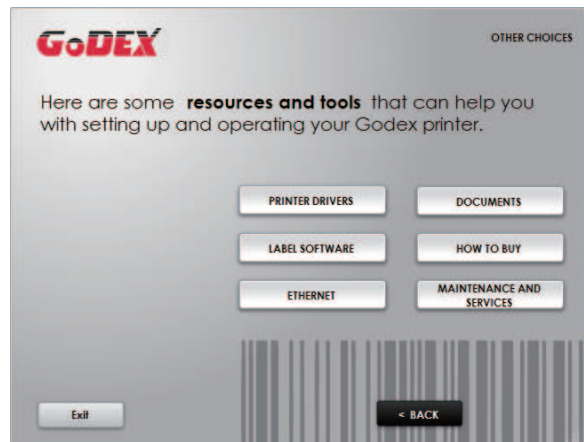 GoDEX
OTHER CHOICES
Here are some resources and tools that can help you
with setting up and operating your Godex printer.
PRINTER DRIVERS
DOCUMENTS
LABEL SOFTWARE
HOW TO BUY
ETHERNET
MAINTENANCE AND
SERVICES
Exit
< BACK